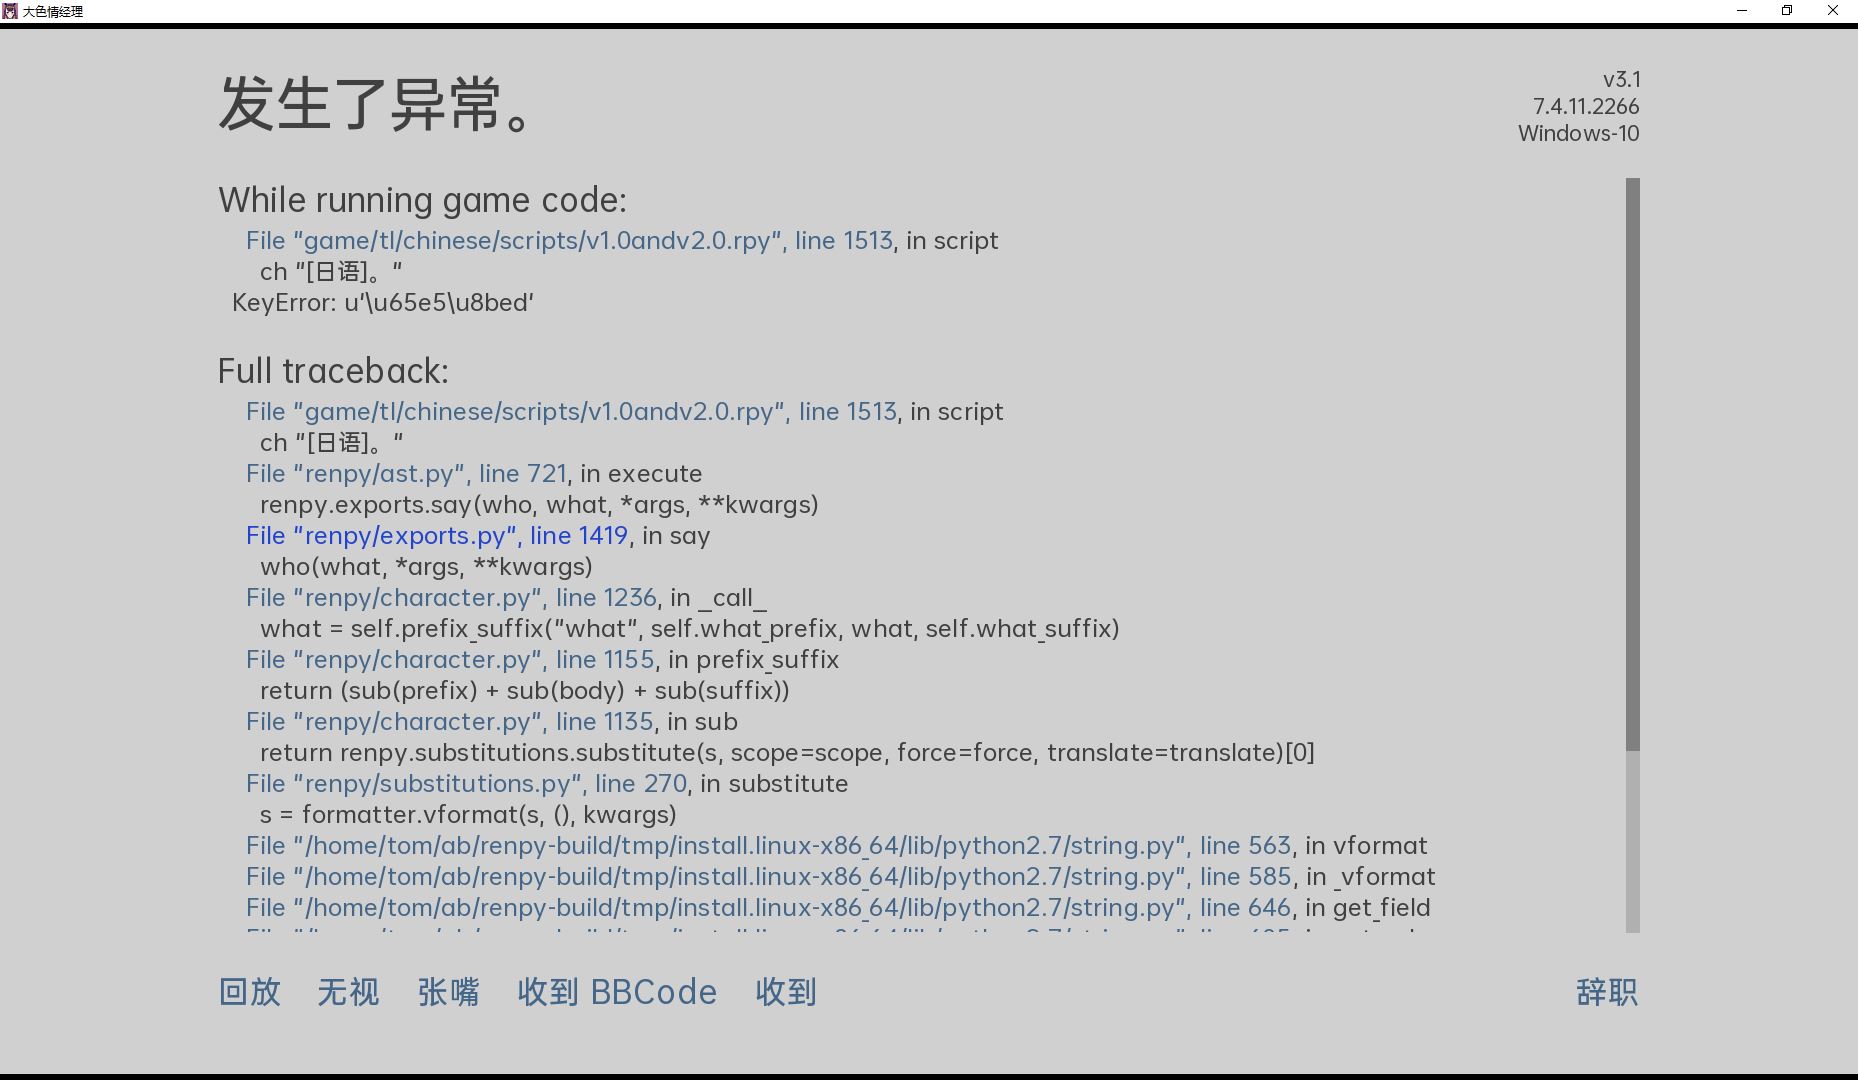 大色情经理
发生了异常。
v3.1
7.4.11.2266
Windows-10
While running game code:
File "game/tl/chinese/scripts/v1.0andv2.0.rpy", line 1513, in script
ch "[日语]。"
KeyError: u'\u65e5\u8bed'
Full traceback:
File "game/tl/chinese/scripts/v1.0andv2.0.rpy", line 1513, in script
ch "[日语]。"
File "renpy/ast.py", line 721, in execute
renpy.exports.say(who, what, *args, **kwargs)
File "renpy/exports.py", line 1419, in say
who(what, *args, **kwargs)
File "renpy/character.py", line 1236, in _call_
what = self.prefix_suffix("what", self.what_prefix, what, self.what_suffix)
File "renpy/character.py", line 1155, in prefix_suffix
return (sub(prefix) + sub(body) + sub(suffix))
File "renpy/character.py", line 1135, in sub
return renpy.substitutions.substitute(s, scope=scope, force=force, translate=translate)[0]
File "renpy/substitutions.py", line 270, in substitute
s = formatter.vformat(s, (), kwargs)
File "/home/tom/ab/renpy-build/tmp/install.linux-x86_64/lib/python2.7/string.py", line 563, in vformat
File "/home/tom/ab/renpy-build/tmp/install.linux-x86_64/lib/python2.7/string.py", line 585, in _vformat
File "/home/tom/ab/renpy-build/tmp/install.linux-x86_64/lib/python2.7/string.py", line 646, in get_field
回放 无视 张嘴 收到 BBCode 收到 辞职